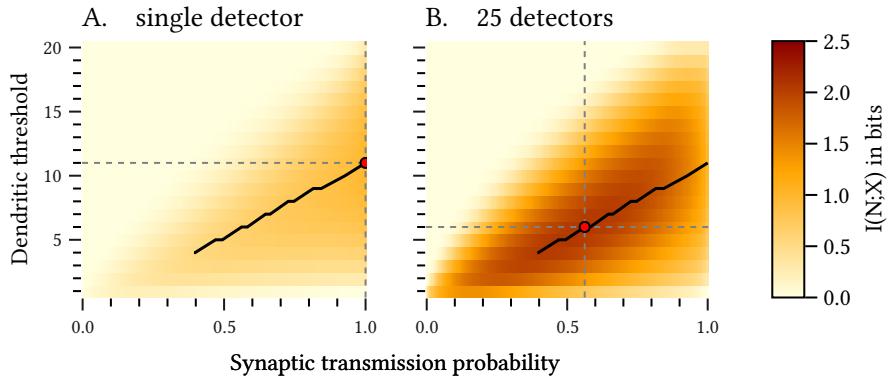 A. single detector
B. 25 detectors
Dendritic threshold
20
15
10
5
0.0 0.5 1.0
0.0 0.5 1.0
Synaptic transmission probability
2.5
2.0
1.5
1.0
0.5
0.0
I(N;X) in bits